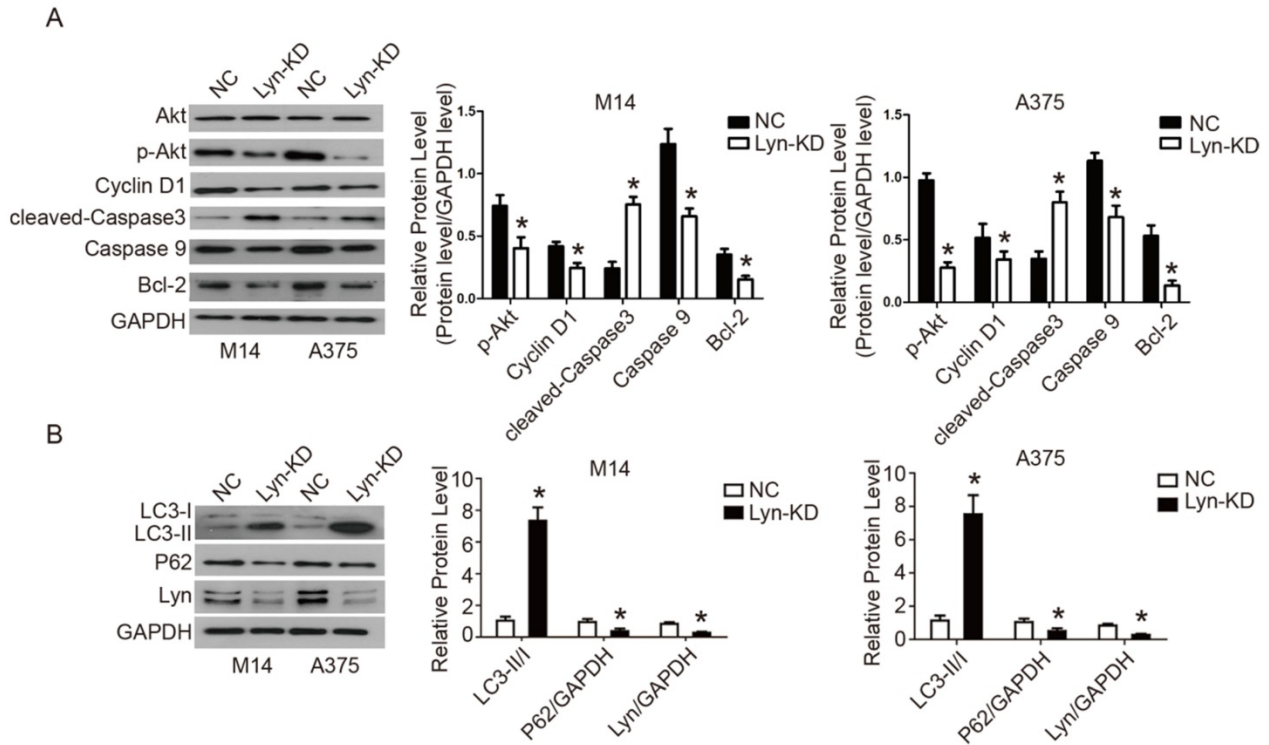 A
NC Lyn-KD NC Lyn-KD
Akt
p-Akt
Cyclin D1
cleaved-Caspase3
Caspase 9
Bcl-2
GAPDH
M14 A375
M14
Relative Protein Level
(Protein level/GAPDH level)
1.5
1.0
0.5
0.0
* * * * *
NC
Lyn-KD
p-Akt
Cyclin D1
cleaved-Caspase3
Caspase 9
Bcl-2
A375
Relative Protein Level
(Protein level/GAPDH level)
1.5
1.0
0.5
0.0
* * * * *
NC
Lyn-KD
p-Akt
Cyclin D1
cleaved-Caspase3
Caspase 9
Bcl-2
B
NC Lyn-KD NC Lyn-KD
LC3-I
LC3-II
P62
Lyn
GAPDH
M14 A375
M14
Relative Protein Level
10
8
6
4
2
0
* * *
NC
Lyn-KD
LC3-II/I
P62/GAPDH
Lyn/GAPDH
A375
Relative Protein Level
10
8
6
4
2
0
* * *
NC
Lyn-KD
LC3-II/I
P62/GAPDH
Lyn/GAPDH